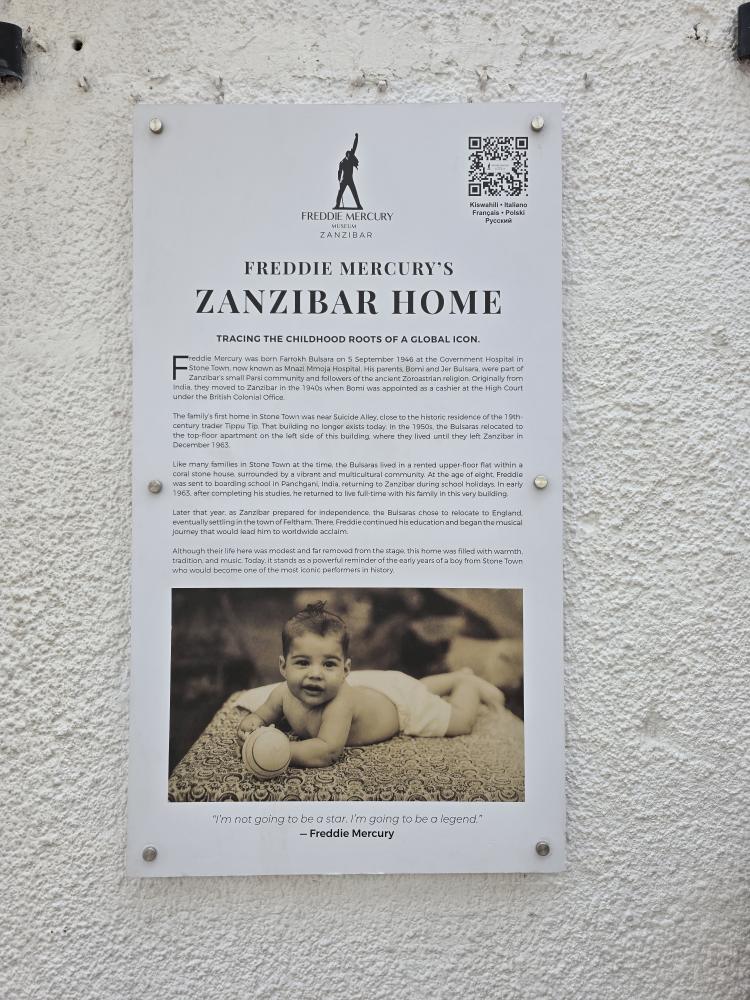 FREDDIE MERCURY
MUSEUM
ZANZIBAR
Kiswahili • Italiano
Français • Polski
Русский
FREDDIE MERCURY'S
ZANZIBAR HOME
TRACING THE CHILDHOOD ROOTS OF A GLOBAL ICON.
Freddie Mercury was born Farrokh Bulsara on 5 September 1946 at the Government Hospital in
Stone Town, now known as Mnazi Mmoja Hospital. His parents, Bomi and Jer Bulsara, were part of
Zanzibar's small Parsi community and followers of the ancient Zoroastrian religion. Originally from
India, they moved to Zanzibar in the 1940s when Bomi was appointed as a cashier at the High Court
under the British Colonial Office.
The family's first home in Stone Town was near Suicide Alley, close to the historic residence of the 19th-
century trader Tippu Tip. That building no longer exists today. In the 1950s, the Bulsaras relocated to
the top-floor apartment on the left side of this building, where they lived until they left Zanzibar in
December 1963.
Like many families in Stone Town at the time, the Bulsaras lived in a rented upper-floor flat within a
coral stone house, surrounded by a vibrant and multicultural community. At the age of eight, Freddie
was sent to boarding school in Panchgani, India, returning to Zanzibar during school holidays. In early
1963, after completing his studies, he returned to live full-time with his family in this very building.
Later that year, as Zanzibar prepared for independence, the Bulsaras chose to relocate to England,
eventually settling in the town of Feltham. There, Freddie continued his education and began the musical
journey that would lead him to worldwide acclaim.
Although their life here was modest and far removed from the stage, this home was filled with warmth,
tradition, and music. Today, it stands as a powerful reminder of the early years of a boy from Stone Town
who would become one of the most iconic performers in history.
"I'm not going to be a star, I'm going to be a legend."
— Freddie Mercury